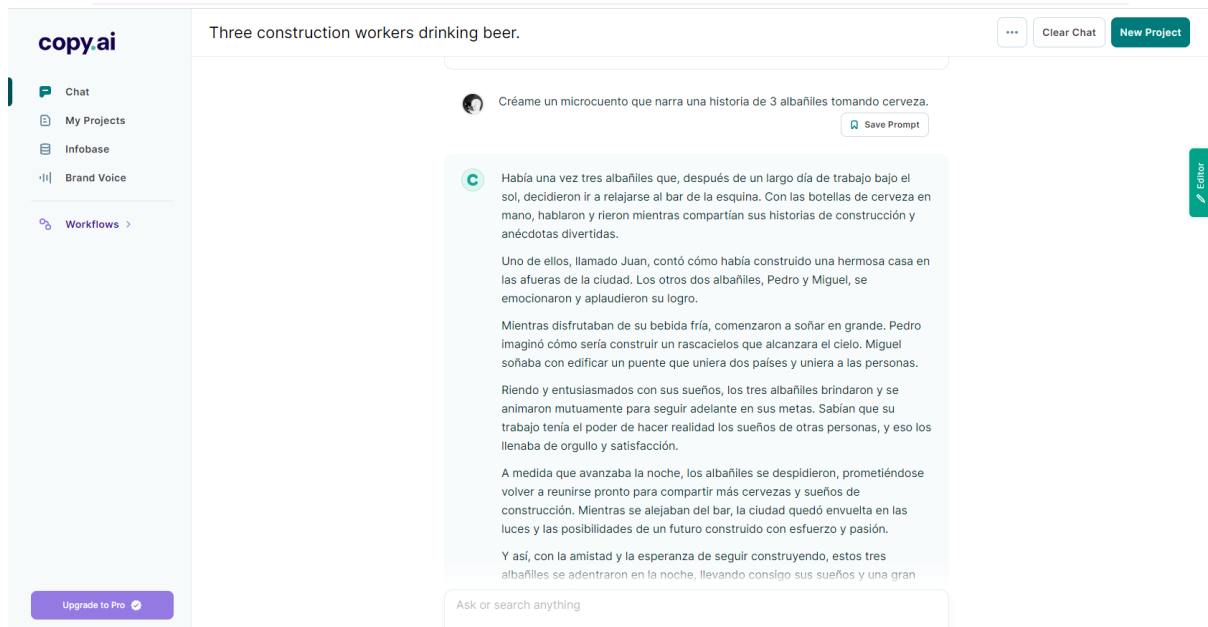 copy.ai
Three construction workers drinking beer.
Clear Chat
New Project
Chat
My Projects
Infobase
Brand Voice
Workflows
Créame un microcuento que narra una historia de 3 albañiles tomando cerveza.
Save Prompt
Editor
C
Había una vez tres albañiles que, después de un largo día de trabajo bajo el
sol, decidieron ir a relajarse al bar de la esquina. Con las botellas de cerveza en
mano, hablaron y rieron mientras compartían sus historias de construcción y
anécdotas divertidas.
Uno de ellos, llamado Juan, contó cómo había construido una hermosa casa en
las afueras de la ciudad. Los otros dos albañiles, Pedro y Miguel, se
emocionaron y aplaudieron su logro.
Mientras disfrutaban de su bebida fría, comenzaron a soñar en grande. Pedro
imaginó cómo sería construir un rascacielos que alcanzara el cielo. Miguel
soñaba con edificar un puente que uniera dos países y uniera a las personas.
Riendo y entusiasmados con sus sueños, los tres albañiles brindaron y se
animaron mutuamente para seguir adelante en sus metas. Sabían que su
trabajo tenía el poder de hacer realidad los sueños de otras personas, y eso los
llenaba de orgullo y satisfacción.
A medida que avanzaba la noche, los albañiles se despidieron, prometiéndose
volver a reunirse pronto para compartir más cervezas y sueños de
construcción. Mientras se alejaban del bar, la ciudad quedó envuelta en las
luces y las posibilidades de un futuro construido con esfuerzo y pasión.
Y así, con la amistad y la esperanza de seguir construyendo, estos tres
albañiles se adentraron en la noche, llevando consigo sus sueños y una gran
Upgrade to Pro
Ask or search anything